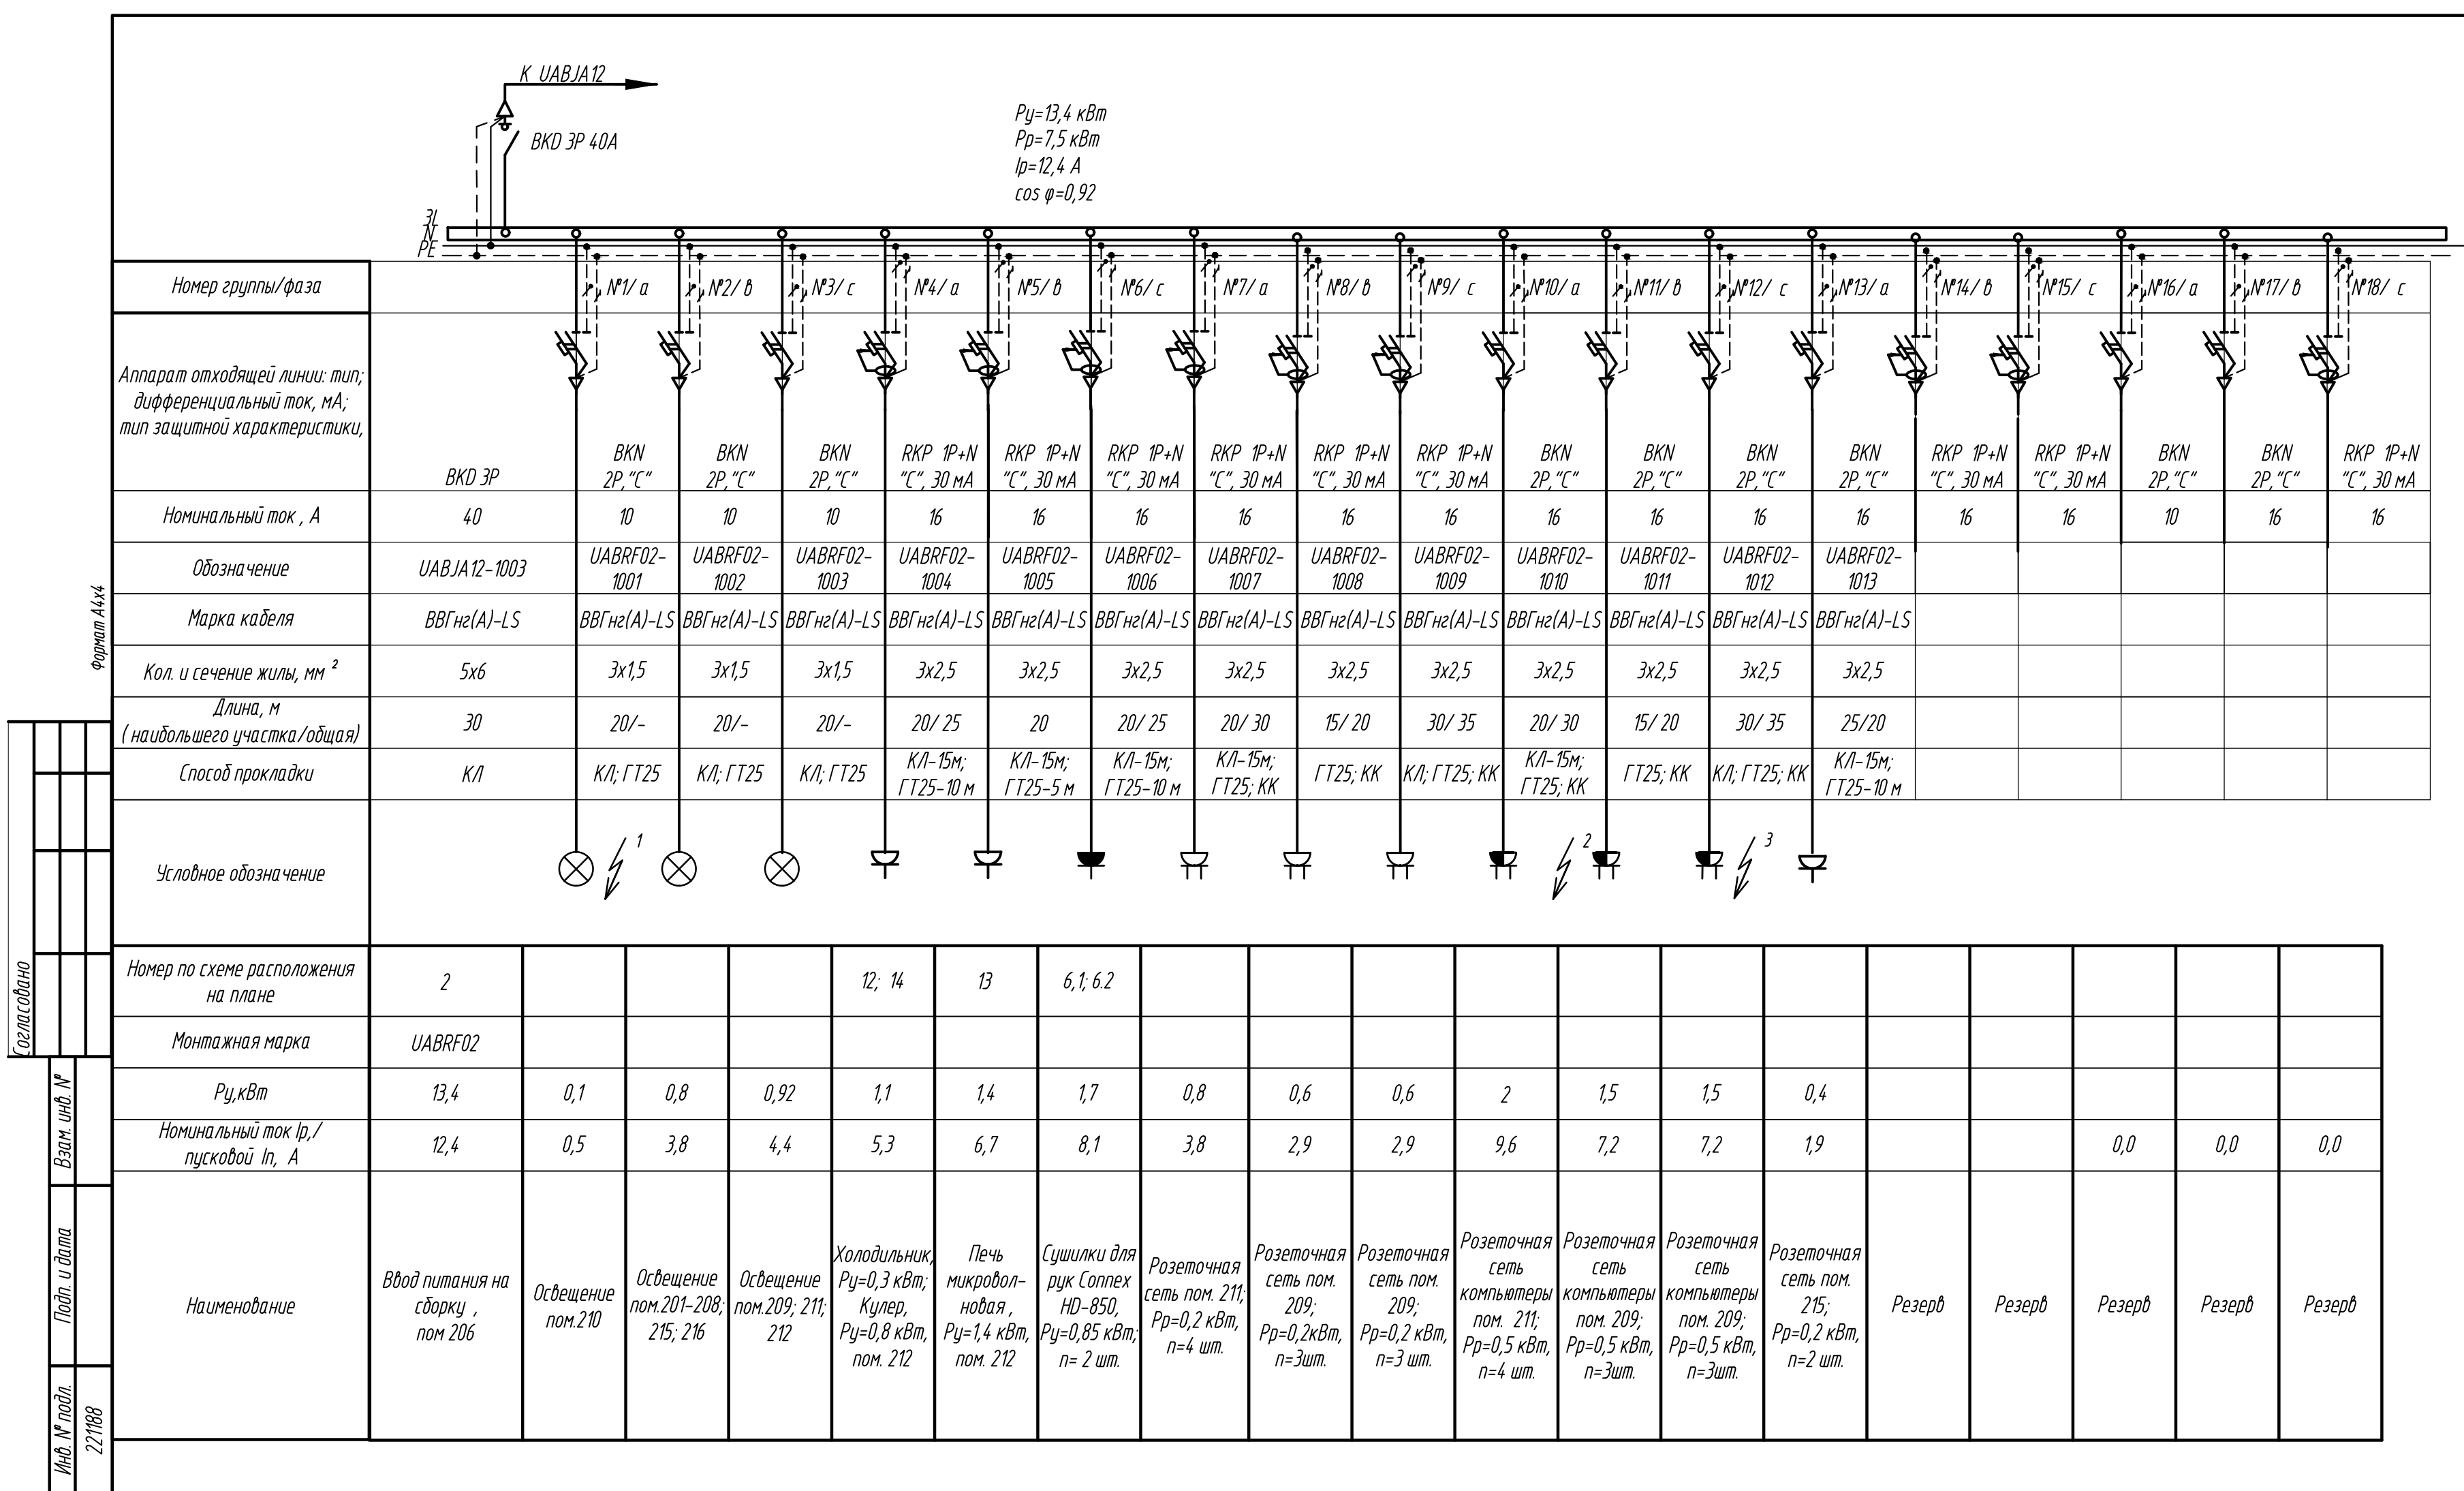 К UABJA12
BKD 3P 40А
Ру=13,4 кВт
Рр=7,5 кВт
Iр=12,4 А
cos φ=0,92
3L
N
PE
Номер группы/фаза
№1/ а
№2/ в
№3/ с
№4/ а
№5/ в
№6/ с
№7/ а
№8/ в
№9/ с
№10/ а
№11/ в
№12/ с
№13/ а
№14/ в
№15/ с
№16/ а
№17/ в
№18/ с
Аппарат отходящей линии: тип;
дифференциальный ток, мА;
тип защитной характеристики,
BKD 3P
BKN
2P,"C"
BKN
2P,"C"
BKN
2P,"C"
RKP 1P+N
"C", 30 мА
RKP 1P+N
"C", 30 мА
RKP 1P+N
"C", 30 мА
RKP 1P+N
"C", 30 мА
RKP 1P+N
"C", 30 мА
RKP 1P+N
"C", 30 мА
BKN
2P,"C"
BKN
2P,"C"
BKN
2P,"C"
BKN
2P,"C"
RKP 1P+N
"C", 30 мА
RKP 1P+N
"C", 30 мА
BKN
2P,"C"
BKN
2P,"C"
RKP 1P+N
"C", 30 мА
Номинальный ток , А
40
10
10
10
16
16
16
16
16
16
16
16
16
16
16
16
10
16
16
Обозначение
UABJA12-1003
UABRF02-
1001
UABRF02-
1002
UABRF02-
1003
UABRF02-
1004
UABRF02-
1005
UABRF02-
1006
UABRF02-
1007
UABRF02-
1008
UABRF02-
1009
UABRF02-
1010
UABRF02-
1011
UABRF02-
1012
UABRF02-
1013
Марка кабеля
ВВГнг(А)-LS
ВВГнг(А)-LS
ВВГнг(А)-LS
ВВГнг(А)-LS
ВВГнг(А)-LS
ВВГнг(А)-LS
ВВГнг(А)-LS
ВВГнг(А)-LS
ВВГнг(А)-LS
ВВГнг(А)-LS
ВВГнг(А)-LS
ВВГнг(А)-LS
ВВГнг(А)-LS
ВВГнг(А)-LS
Кол. и сечение жилы, мм ²
5х6
3х1,5
3х1,5
3х1,5
3х2,5
3х2,5
3х2,5
3х2,5
3х2,5
3х2,5
3х2,5
3х2,5
3х2,5
3х2,5
Длина, м
( наибольшего участка/общая)
30
20/-
20/-
20/-
20/ 25
20
20/ 25
20/ 30
15/ 20
30/ 35
20/ 30
15/ 20
30/ 35
25/20
Способ прокладки
КЛ
КЛ; ГТ25
КЛ; ГТ25
КЛ; ГТ25
КЛ-15м;
ГТ25-10 м
КЛ-15м;
ГТ25-5 м
КЛ-15м;
ГТ25-10 м
КЛ-15м;
ГТ25; КК
ГТ25; КК
КЛ; ГТ25; КК
КЛ-15м;
ГТ25; КК
ГТ25; КК
КЛ; ГТ25; КК
КЛ-15м;
ГТ25-10 м
Условное обозначение
1
2
3
Номер по схеме расположения
на плане
2
12; 14
13
6,1; 6.2
Монтажная марка
UABRF02
Ру,кВт
13,4
0,1
0,8
0,92
1,1
1,4
1,7
0,8
0,6
0,6
2
1,5
1,5
0,4
Номинальный ток Iр,/
пусковой Iп, А
12,4
0,5
3,8
4,4
5,3
6,7
8,1
3,8
2,9
2,9
9,6
7,2
7,2
1,9
0,0
0,0
0,0
Наименование
Ввод питания на
сборку ,
пом 206
Освещение
пом.210
Освещение
пом.201-208;
215; 216
Освещение
пом.209; 211;
212
Холодильник,
Ру=0,3 кВт;
Кулер,
Ру=0,8 кВт,
пом. 212
Печь
микровол-
новая ,
Ру=1,4 кВт,
пом. 212
Сушилки для
рук Connex
HD-850,
Ру=0,85 кВт;
n= 2 шт.
Розеточная
сеть пом. 211;
Рр=0,2 кВт,
n=4 шт.
Розеточная
сеть пом.
209;
Рр=0,2кВт,
n=3шт.
Розеточная
сеть пом.
209;
Рр=0,2 кВт,
n=3 шт.
Розеточная
сеть
компьютеры
пом. 211;
Рр=0,5 кВт,
n=4 шт.
Розеточная
сеть
компьютеры
пом. 209;
Рр=0,5 кВт,
n=3шт.
Розеточная
сеть
компьютеры
пом. 209;
Рр=0,5 кВт,
n=3шт.
Розеточная
сеть пом.
215;
Рр=0,2 кВт,
n=2 шт.
Резерв
Резерв
Резерв
Резерв
Резерв
Формат А4х4
Согласовано
Взам. инв. №
Подп. и дата
Инв. № подл.
221188